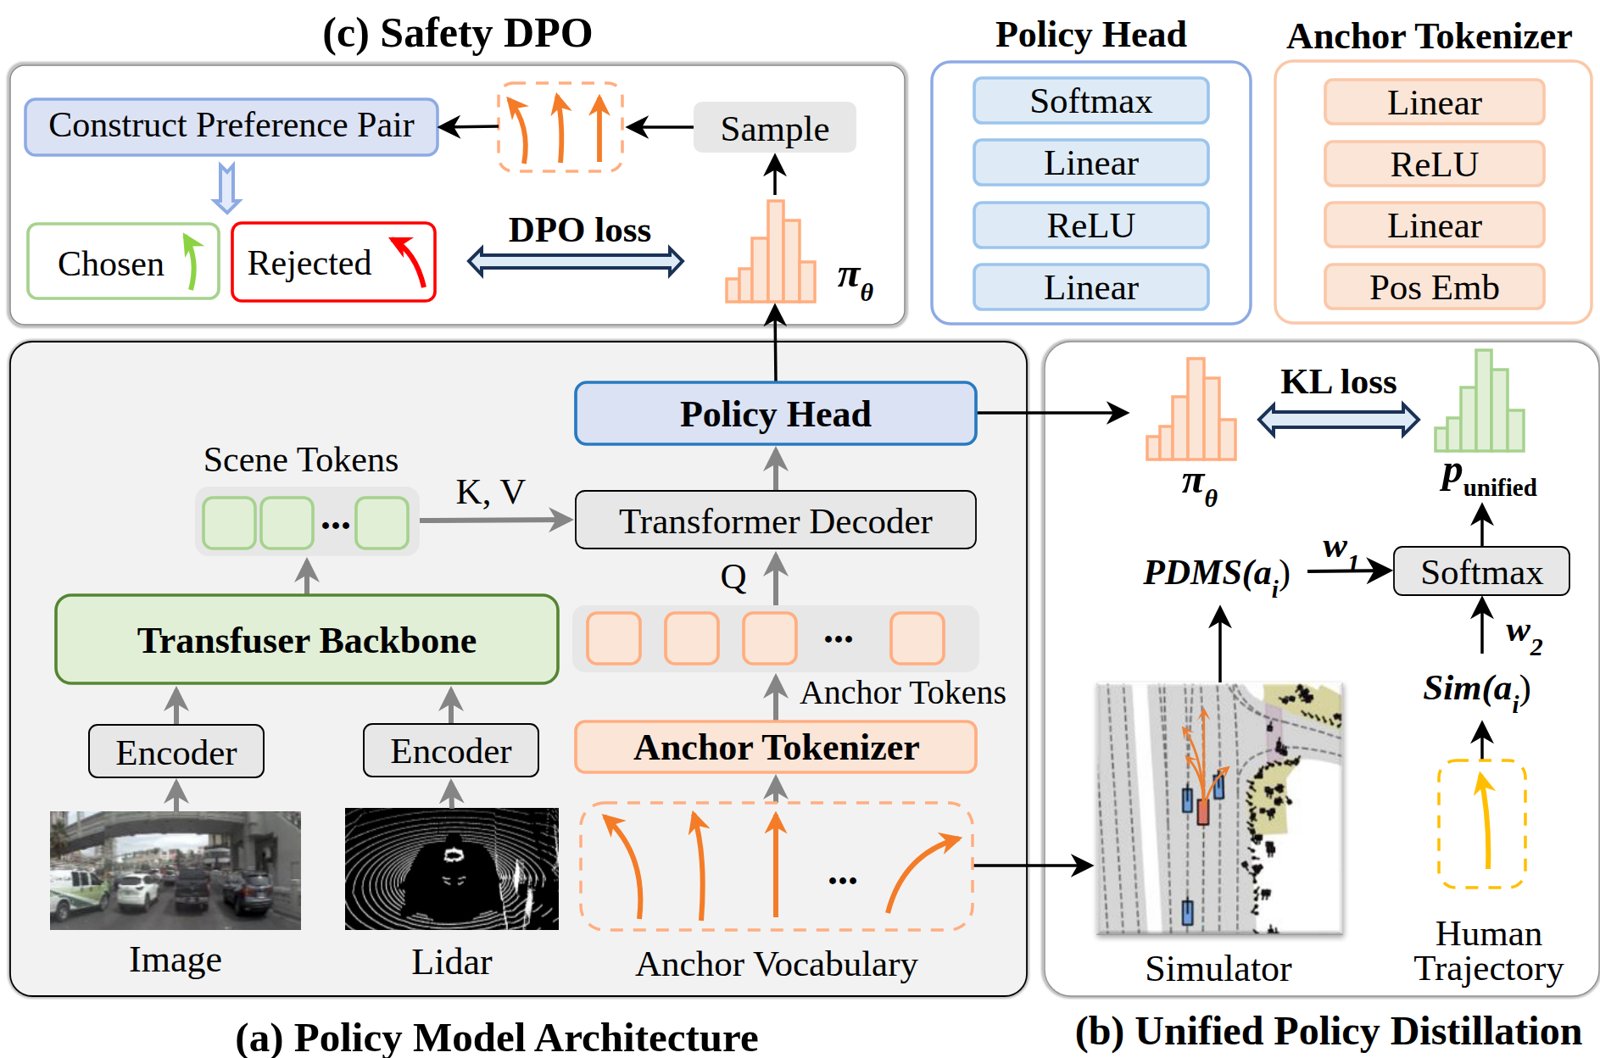 (c) Safety DPO
Construct Preference Pair
Sample
Chosen
Rejected
DPO loss
πθ
Policy Head
Softmax
Linear
ReLU
Linear
Anchor Tokenizer
Linear
ReLU
Linear
Pos Emb
Policy Head
Scene Tokens
...
K, V
Transformer Decoder
Q
Transfuser Backbone
...
Anchor Tokens
Encoder
Encoder
Anchor Tokenizer
...
Image
Lidar
Anchor Vocabulary
(a) Policy Model Architecture
πθ
KL loss
punified
PDMS(ai)
w1
Softmax
w2
Sim(ai)
Simulator
Human
Trajectory
(b) Unified Policy Distillation